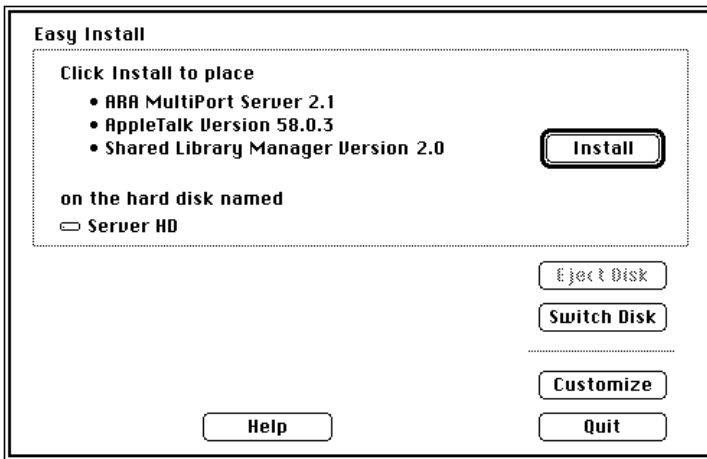 Easy Install
Click Install to place
• ARA MultiPort Server 2.1
• AppleTalk Version 58.0.3
• Shared Library Manager Version 2.0
Install
on the hard disk named
Server HD
Eject Disk
Switch Disk
Customize
Help
Quit